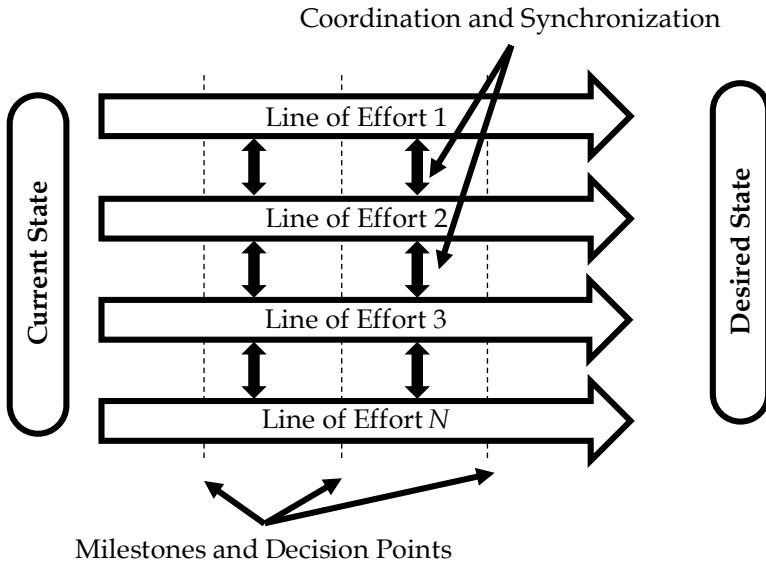 Coordination and Synchronization
Current State
Line of Effort 1
Line of Effort 2
Line of Effort 3
Line of Effort N
Desired State
Milestones and Decision Points